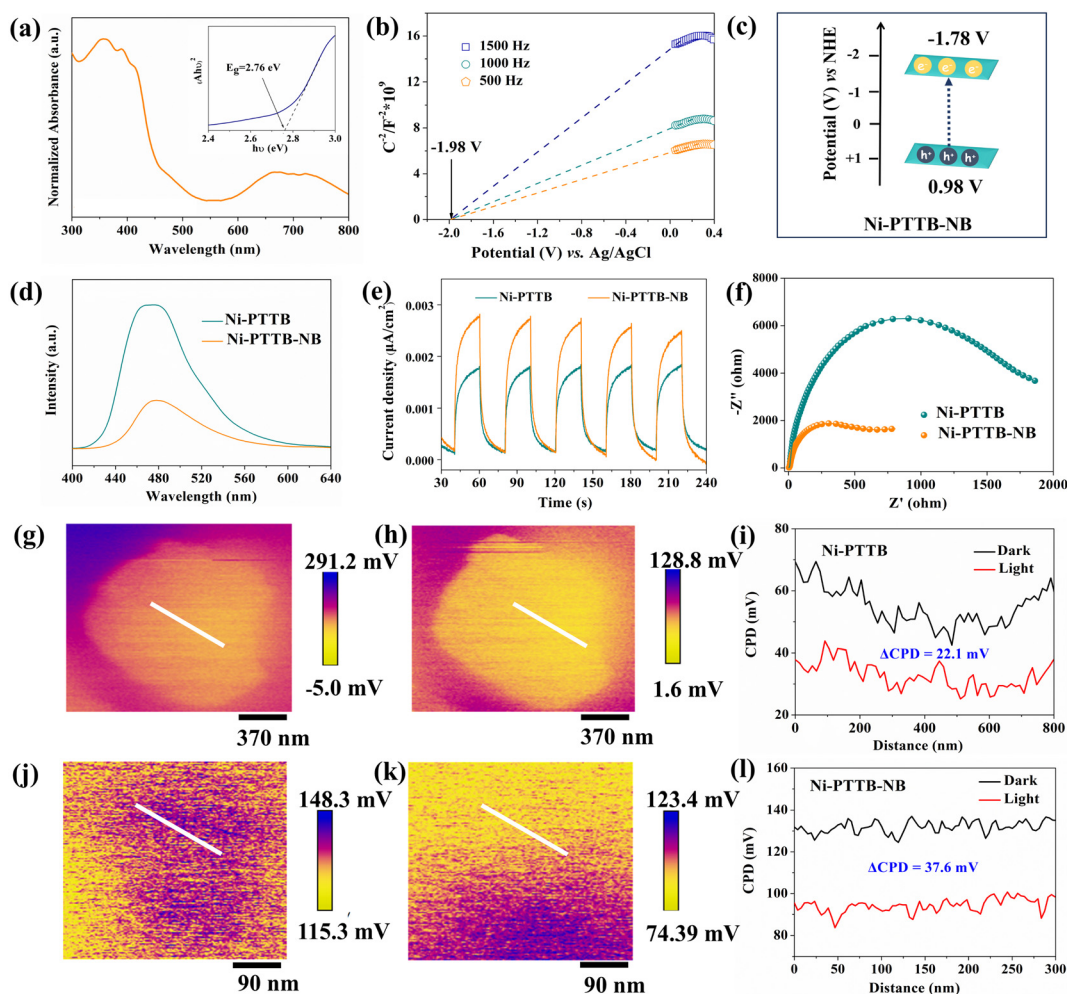 (a)
Normalized Absorbance (a.u.)
(Ahυ)²
Eg=2.76 eV
2.4 2.6 2.8 3.0
hυ (eV)
300 400 500 600 700 800
Wavelength (nm)
(b)
C⁻²/F⁻²*10⁹
16
12
8
4
0
1500 Hz
1000 Hz
500 Hz
-1.98 V
-2.0 -1.6 -1.2 -0.8 -0.4 0.0 0.4
Potential (V) vs. Ag/AgCl
(c)
Potential (V) vs NHE
-2
-1
0
+1
-1.78 V
e⁻ e⁻ e⁻
h⁺ h⁺ h⁺
0.98 V
Ni-PTTB-NB
(d)
Intensity (a.u.)
Ni-PTTB
Ni-PTTB-NB
400 440 480 520 560 600 640
Wavelength (nm)
(e)
Current density (μA/cm²)
0.003
0.002
0.001
0.000
Ni-PTTB Ni-PTTB-NB
30 60 90 120 150 180 210 240
Time (s)
(f)
-Z'' (ohm)
8000
6000
4000
2000
0
Ni-PTTB
Ni-PTTB-NB
0 500 1000 1500 2000
Z' (ohm)
(g)
291.2 mV
-5.0 mV
370 nm
(h)
128.8 mV
1.6 mV
370 nm
(i)
CPD (mV)
80
60
40
20
Ni-PTTB
Dark
Light
ΔCPD = 22.1 mV
0 200 400 600 800
Distance (nm)
(j)
148.3 mV
115.3 mV
90 nm
(k)
123.4 mV
74.39 mV
90 nm
(l)
CPD (mV)
160
140
120
100
80
Ni-PTTB-NB
Dark
Light
ΔCPD = 37.6 mV
0 50 100 150 200 250 300
Distance (nm)